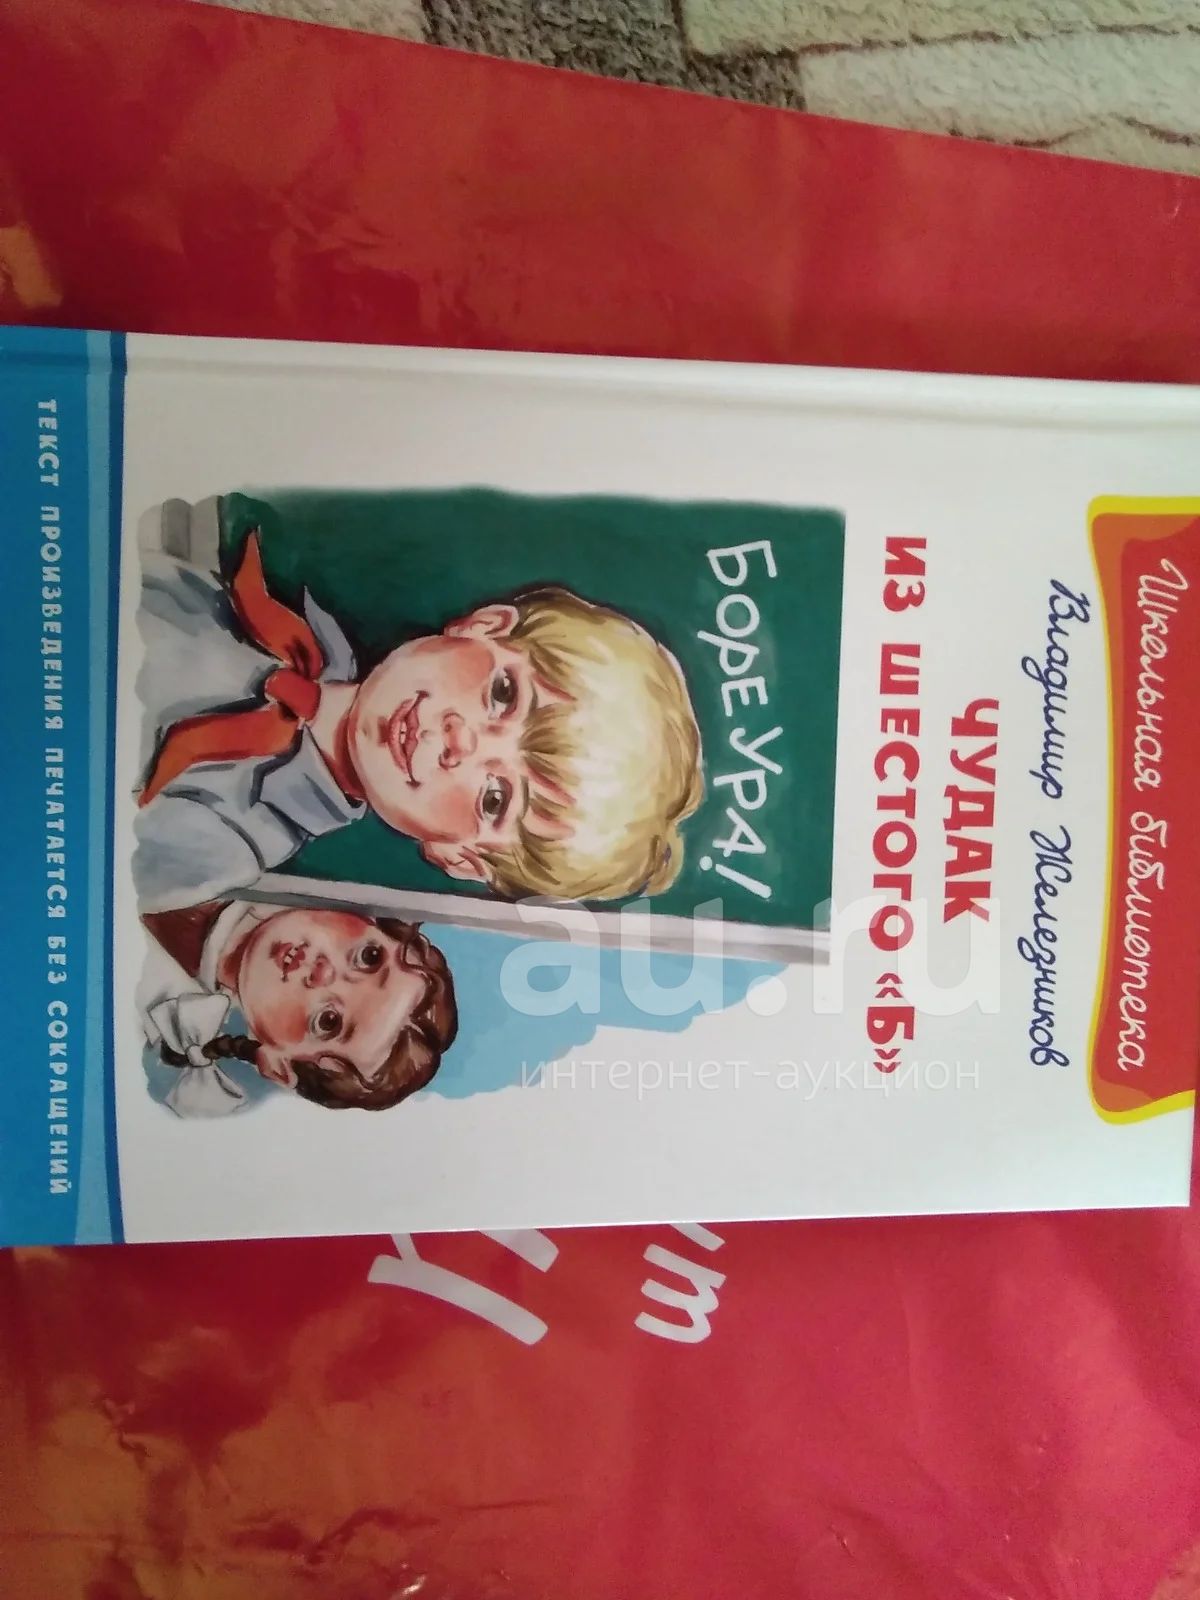 Школьная библиотека
Владимир Железников
ЧУДАК
ИЗ ШЕСТОГО «Б»
БОРЕ УРА!
ТЕКСТ ПРОИЗВЕДЕНИЯ ПЕЧАТАЕТСЯ БЕЗ СОКРАЩЕНИЙ
au.ru
интернет-аукцион